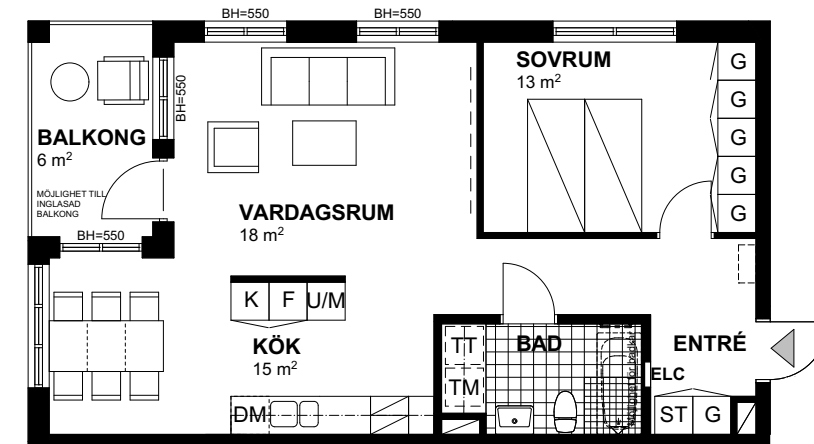 BH=550
BH=550
SOVRUM
13 m²
G
G
G
G
G
BH=550
BALKONG
6 m²
MÖJLIGHET TILL
INGLASAD
BALKONG
BH=550
VARDAGSRUM
18 m²
K F U/M
KÖK
15 m²
TT
TM
BAD
ENTRÉ
ELC
DM
ST G